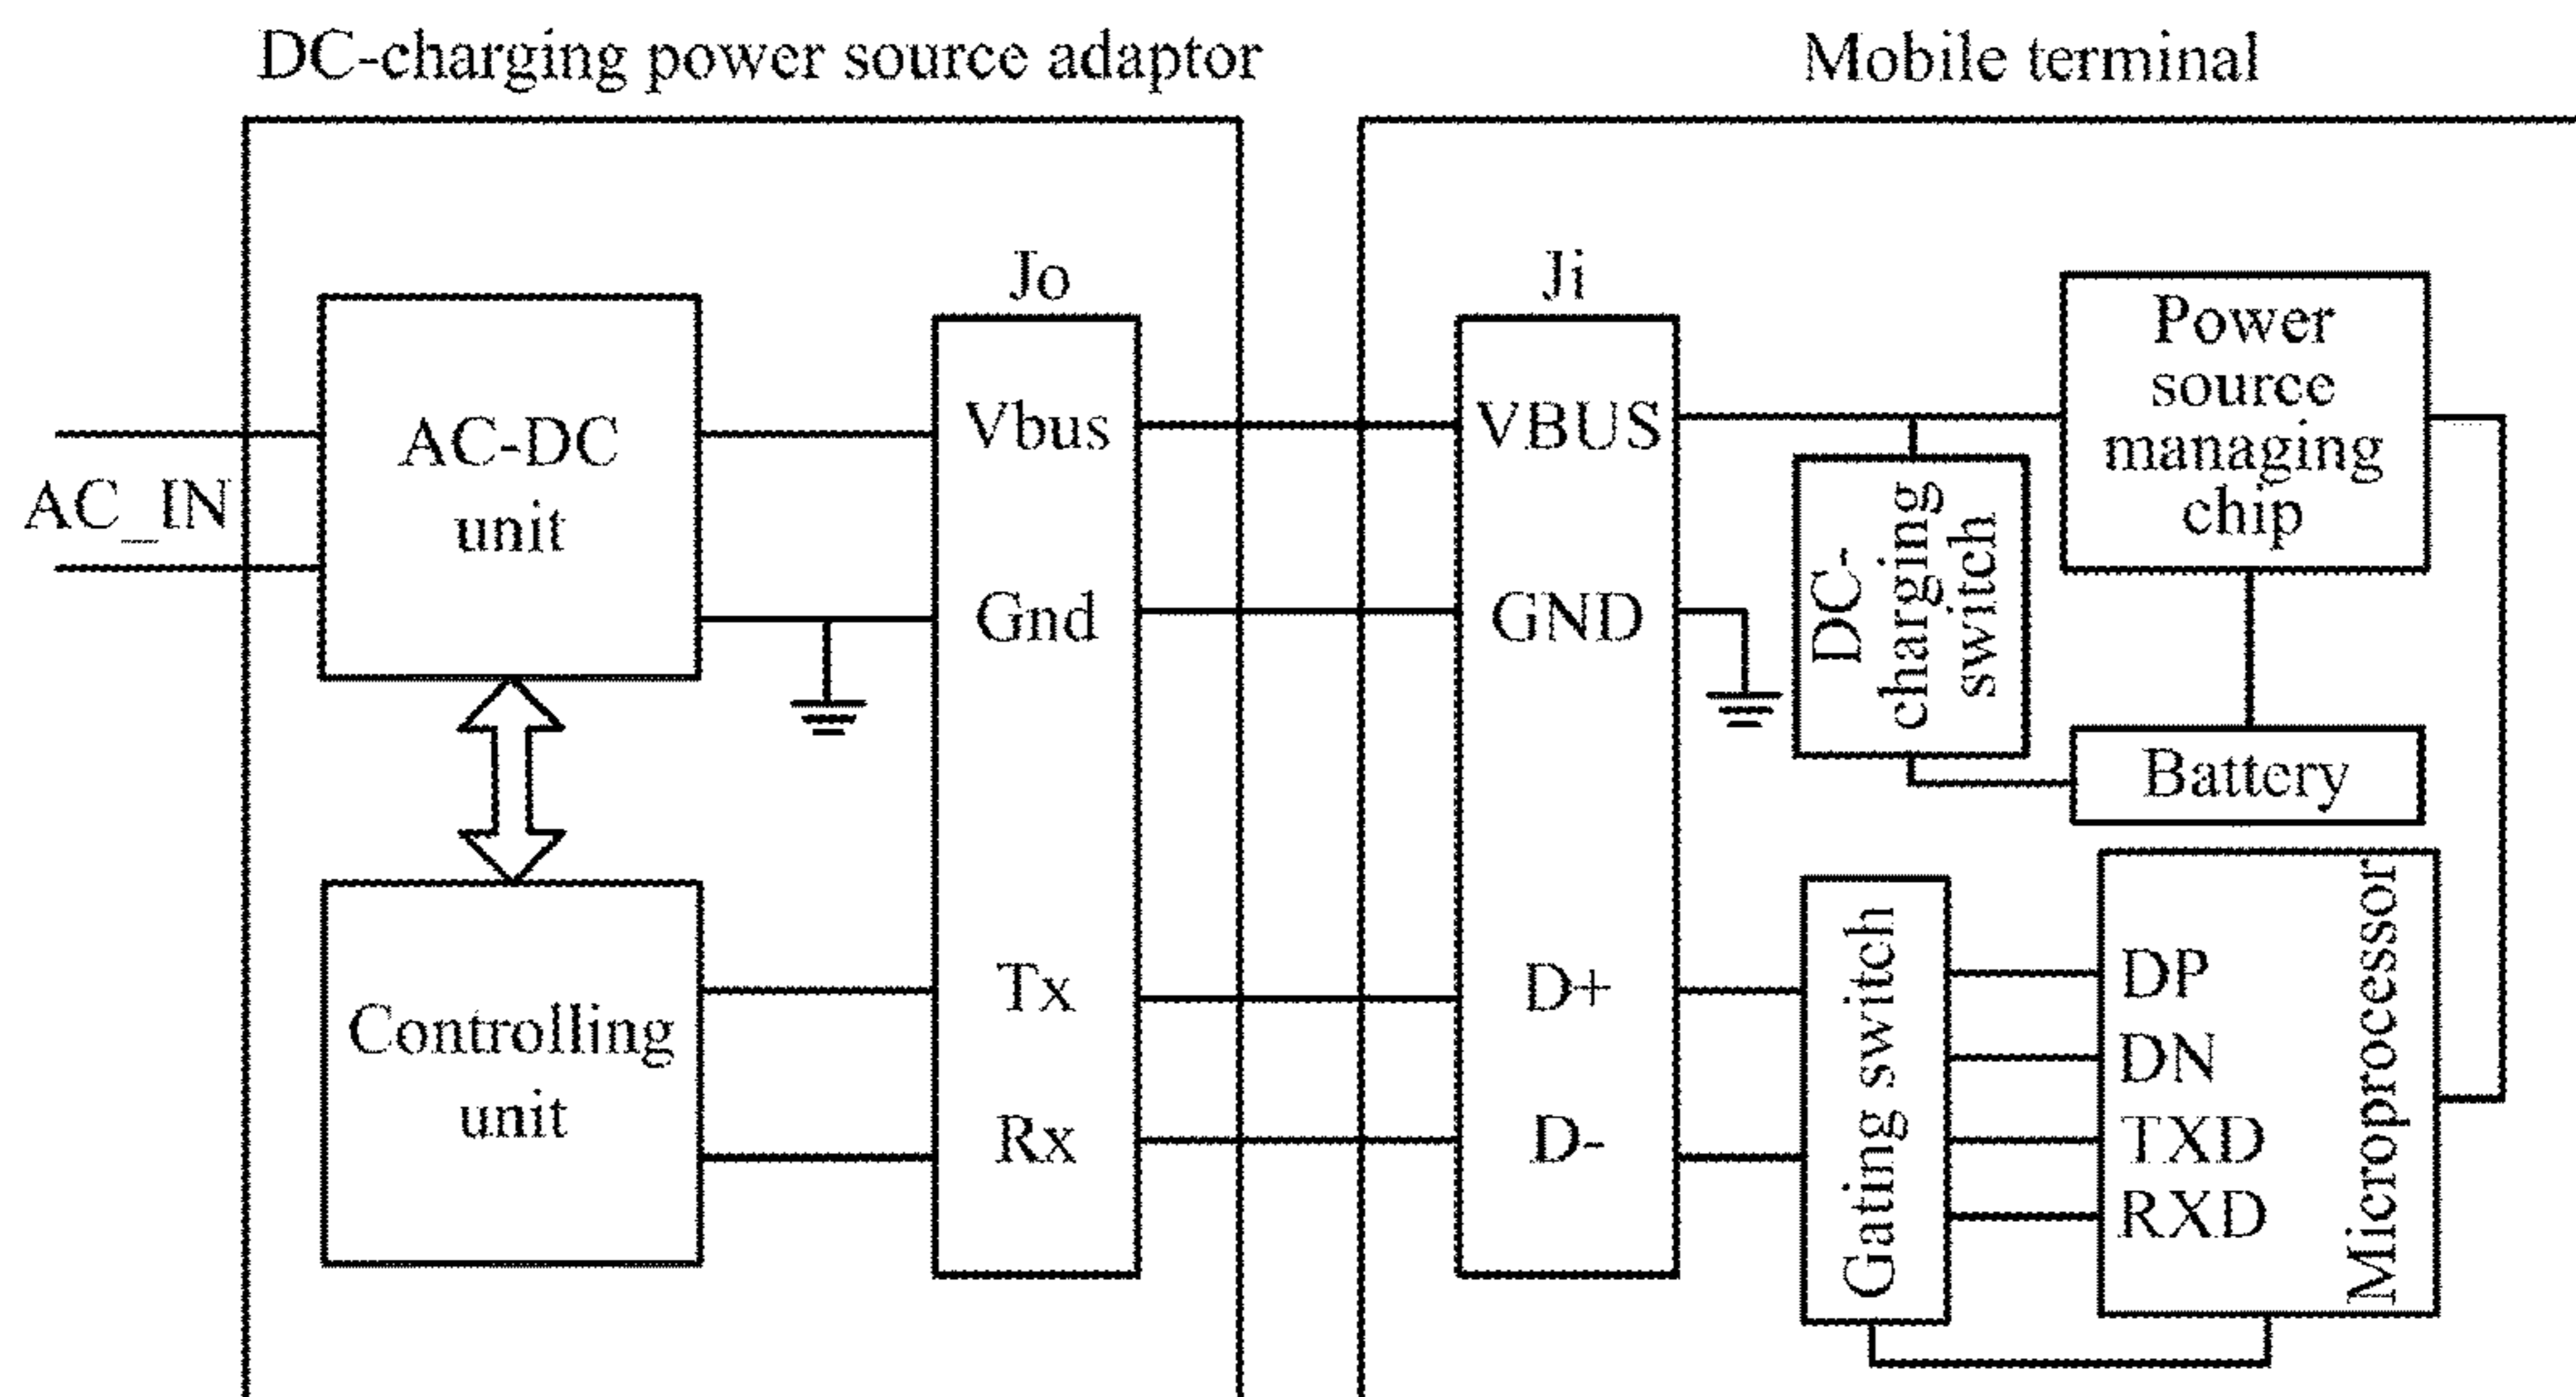 DC-charging power source adaptor
Mobile terminal
AC_IN
AC-DC
unit
Controlling
unit
Jo
Vbus
Gnd
Tx
Rx
Ji
VBUS
GND
D+
D-
DC-
charging
switch
Power
source
managing
chip
Battery
Gating switch
DP
DN
TXD
RXD
Microprocessor